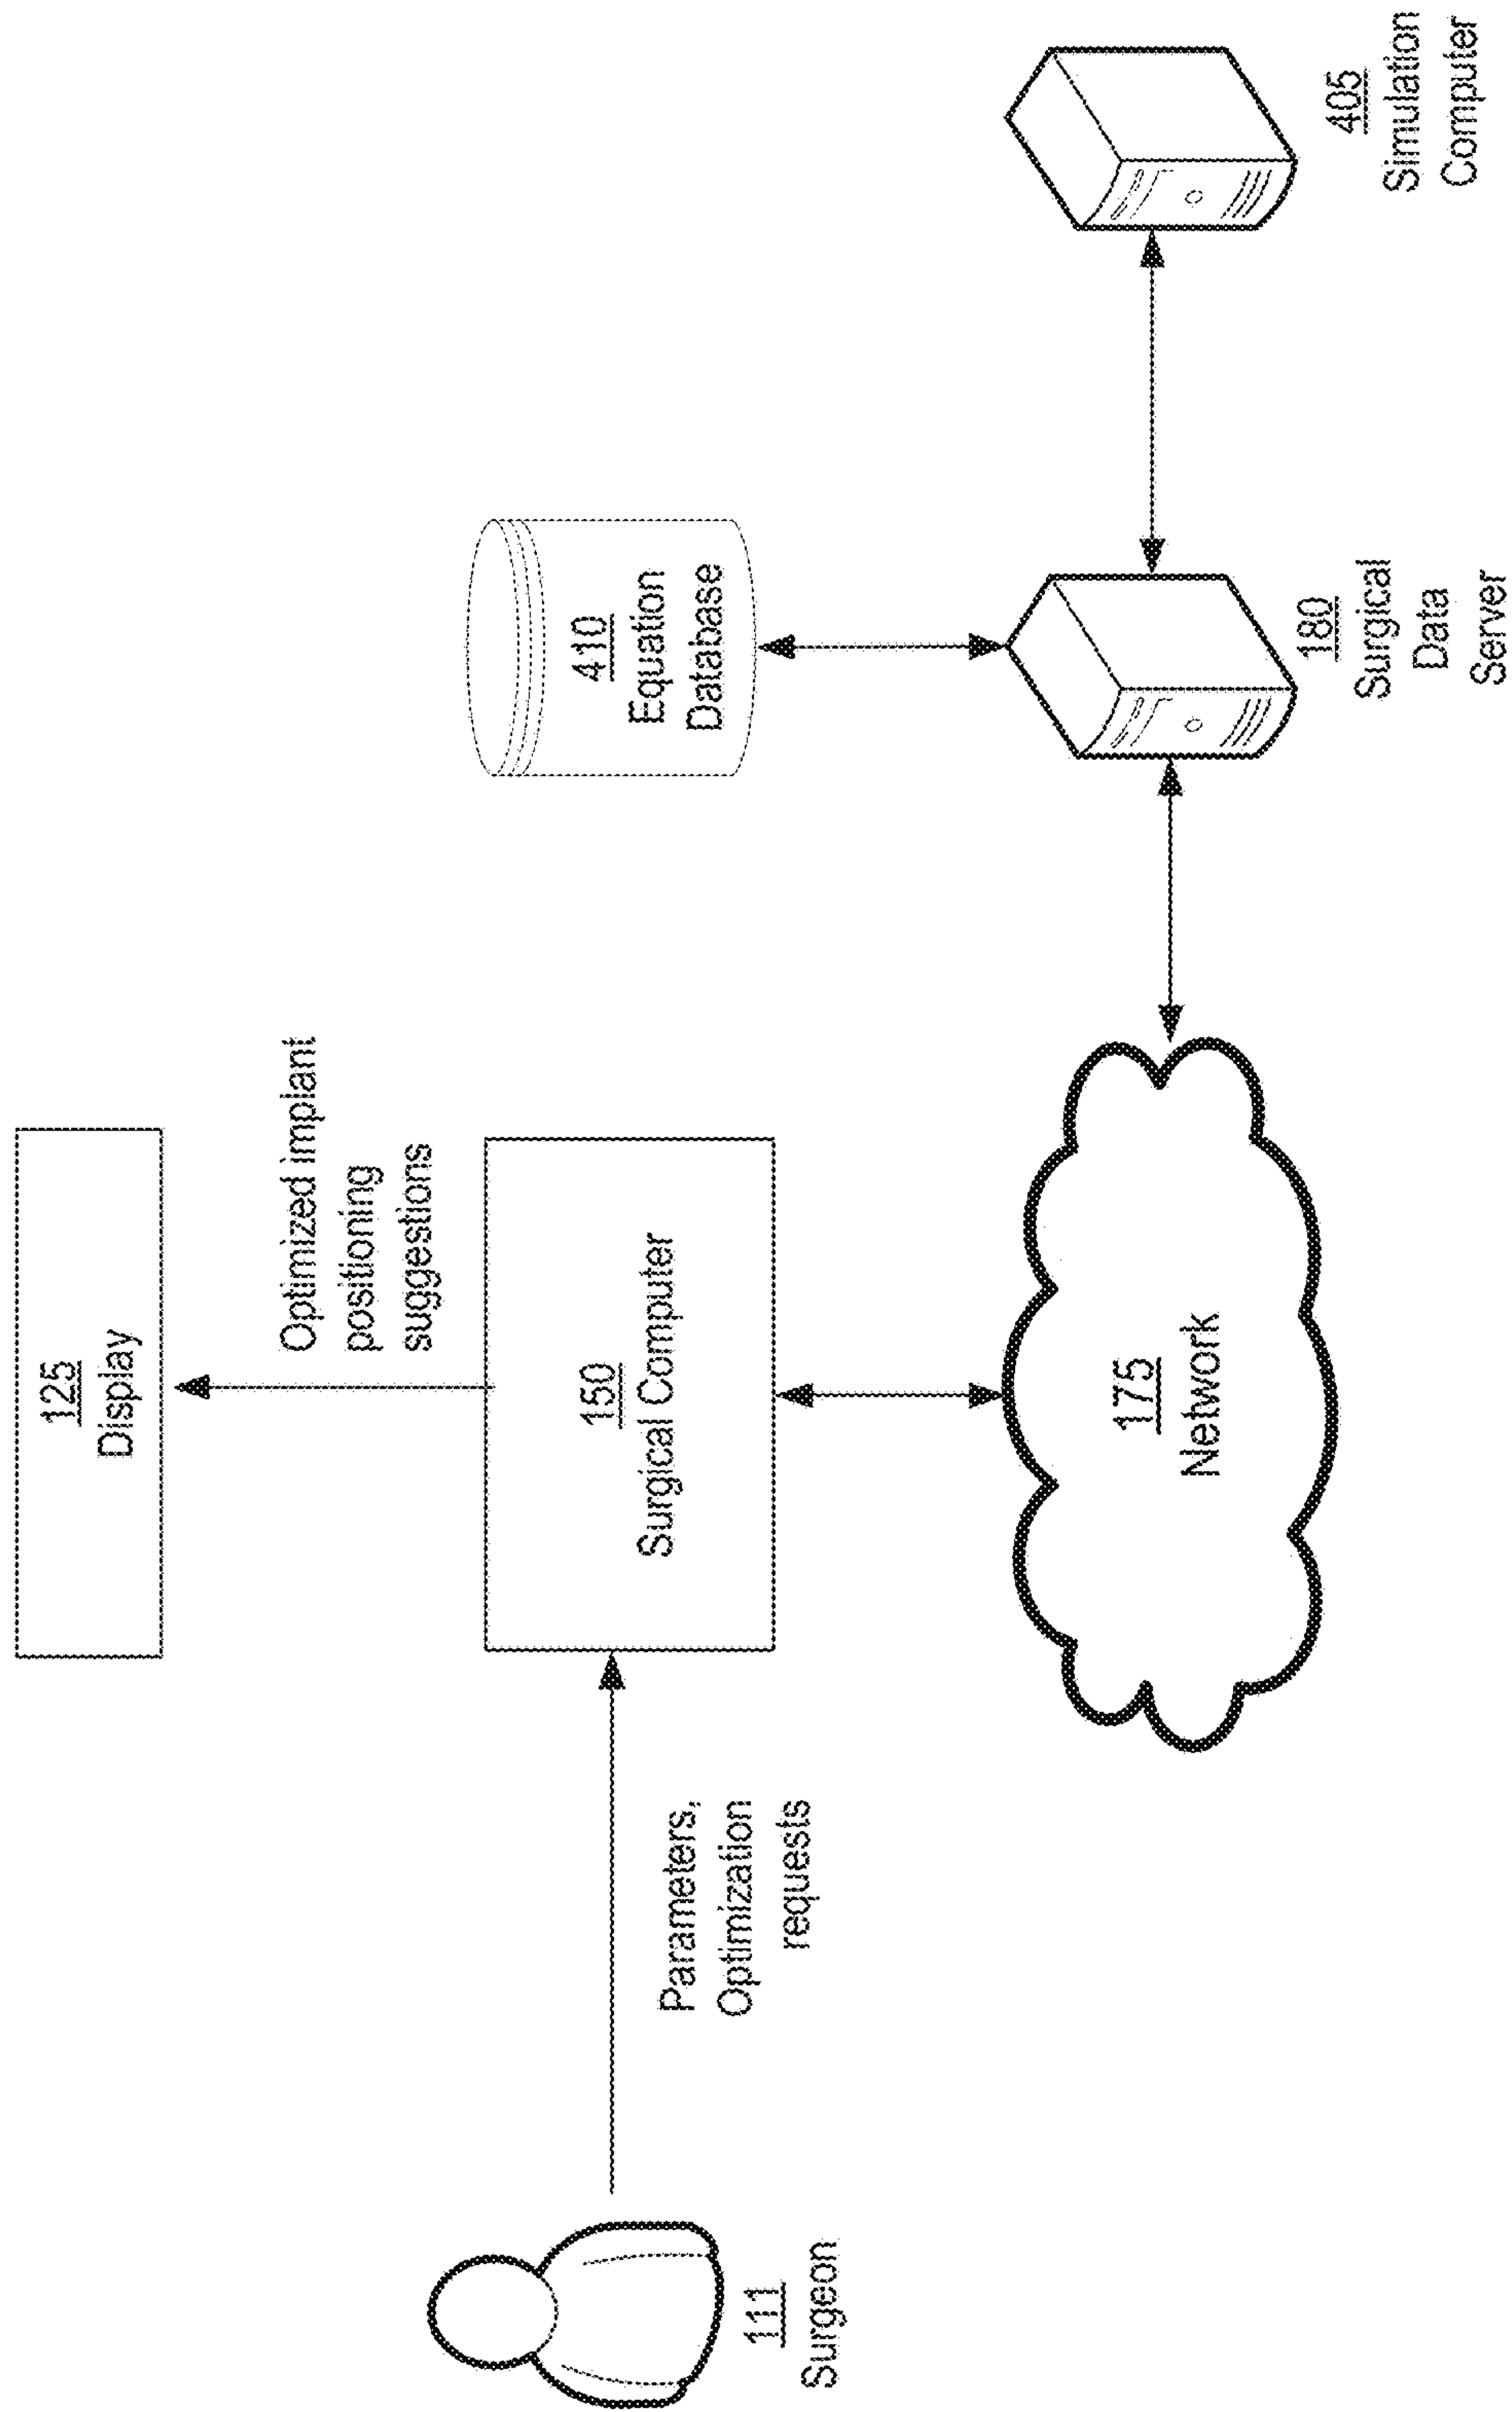 125
Display
Optimized implant
positioning
suggestions
150
Surgical Computer
Parameters,
Optimization
requests
111
Surgeon
175
Network
410
Equation
Database
180
Surgical
Data
Server
405
Simulation
Computer